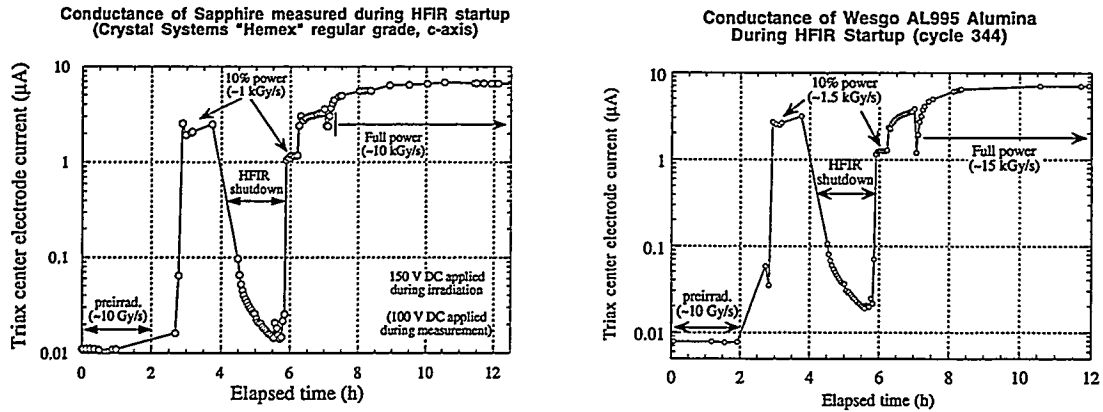 Conductance of Sapphire measured during HFIR startup
(Crystal Systems "Hemex" regular grade, c-axis)
Triax center electrode current (µA)
10
1
0.1
0.01
10% power
(~1 kGy/s)
Full power
(~10 kGy/s)
HFIR
shutdown
preirrad.
(~10 Gy/s)
150 V DC applied
during irradiation
(100 V DC applied
during measurement)
0 2 4 6 8 10 12
Elapsed time (h)
Conductance of Wesgo AL995 Alumina
During HFIR Startup (cycle 344)
Triax center electrode current (µA)
10
1
0.1
0.01
10% power
(~1.5 kGy/s)
Full power
(~15 kGy/s)
HFIR
shutdown
preirrad.
(~10 Gy/s)
0 2 4 6 8 10 12
Elapsed time (h)